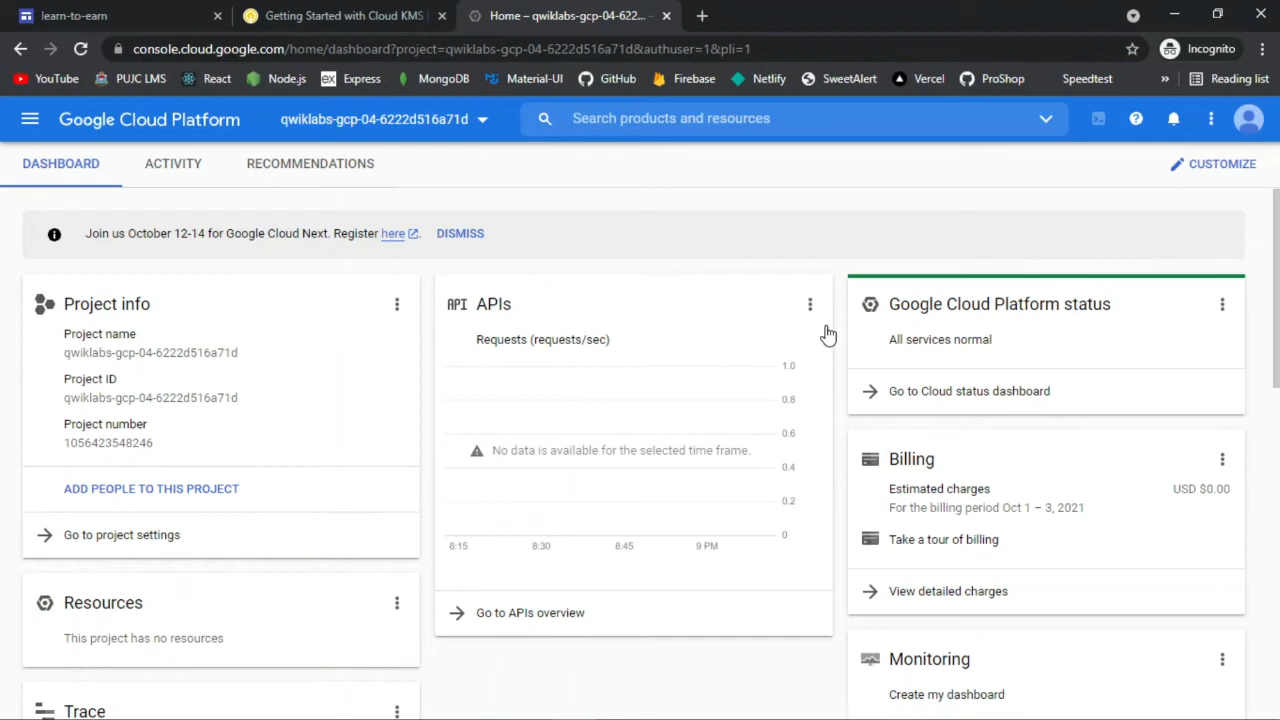 learn-to-earn
Getting Started with Cloud KMS
Home – qwiklabs-gcp-04-622...
console.cloud.google.com/home/dashboard?project=qwiklabs-gcp-04-6222d516a71d&authuser=1&pli=1
Incognito
YouTube
PUJC LMS
React
Node.js
ex Express
MongoDB
Material-UI
GitHub
Firebase
Netlify
SweetAlert
Vercel
ProShop
Speedtest
»
Reading list
Google Cloud Platform
qwiklabs-gcp-04-6222d516a71d
Search products and resources
DASHBOARD
ACTIVITY
RECOMMENDATIONS
CUSTOMIZE
Join us October 12-14 for Google Cloud Next. Register here. DISMISS
Project info
Project name
qwiklabs-gcp-04-6222d516a71d
Project ID
qwiklabs-gcp-04-6222d516a71d
Project number
1056423548246
ADD PEOPLE TO THIS PROJECT
Go to project settings
Resources
This project has no resources
Trace
API APIs
Requests (requests/sec)
1.0
0.8
0.6
No data is available for the selected time frame.
0.4
0.2
0
8:15 8:30 8:45 9 PM
Go to APIs overview
Google Cloud Platform status
All services normal
Go to Cloud status dashboard
Billing
Estimated charges USD $0.00
For the billing period Oct 1 – 3, 2021
Take a tour of billing
View detailed charges
Monitoring
Create my dashboard